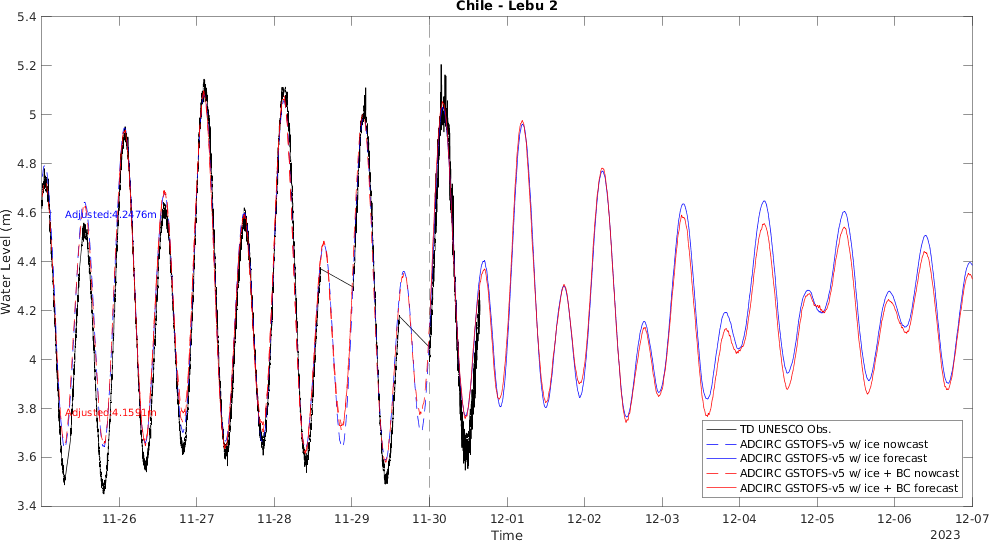 Chile - Lebu 2
5.4
5.2
5
4.8
4.6
4.4
4.2
4
3.8
3.6
3.4
Water Level (m)
Adjusted:4.2476m
Adjusted:4.1591m
TD UNESCO Obs.
ADCIRC GSTOFS-v5 w/ ice nowcast
ADCIRC GSTOFS-v5 w/ ice forecast
ADCIRC GSTOFS-v5 w/ ice + BC nowcast
ADCIRC GSTOFS-v5 w/ ice + BC forecast
11-26 11-27 11-28 11-29 11-30 12-01 12-02 12-03 12-04 12-05 12-06 12-07
Time
2023